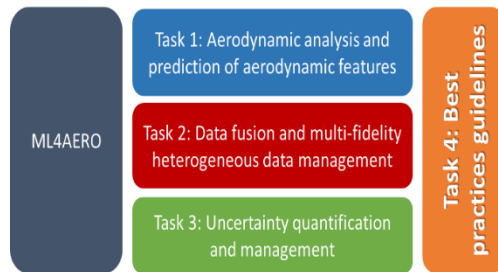 ML4AERO
Task 1: Aerodynamic analysis and
prediction of aerodynamic features
Task 2: Data fusion and multi-fidelity
heterogeneous data management
Task 3: Uncertainty quantification
and management
Task 4: Best
practices guidelines